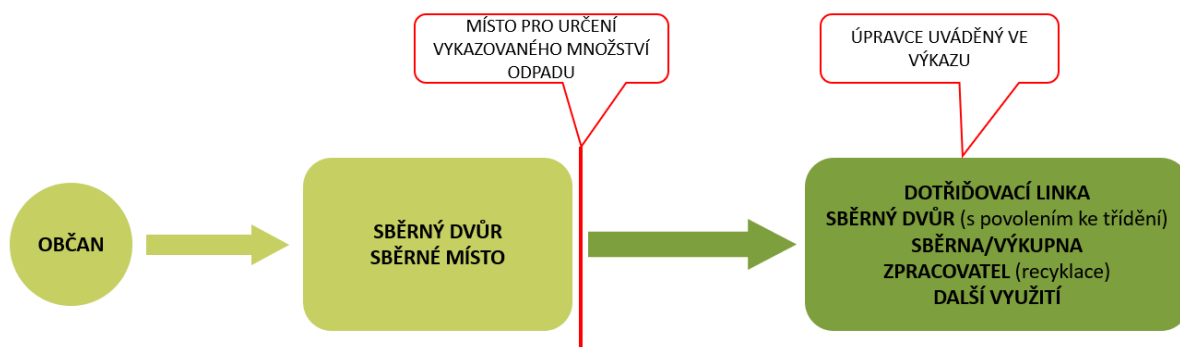 MÍSTO PRO URČENÍ
VYKAZOVANÉHO MNOŽSTVÍ
ODPADU
ÚPRAVCE UVÁDĚNÝ VE
VÝKAZU
OBČAN
SBĚRNÝ DVŮR
SBĚRNÉ MÍSTO
DOTŘIĎOVACÍ LINKA
SBĚRNÝ DVŮR (s povolením ke třídění)
SBĚRNA/VÝKUPNA
ZPRACOVATEL (recyklace)
DALŠÍ VYUŽITÍ